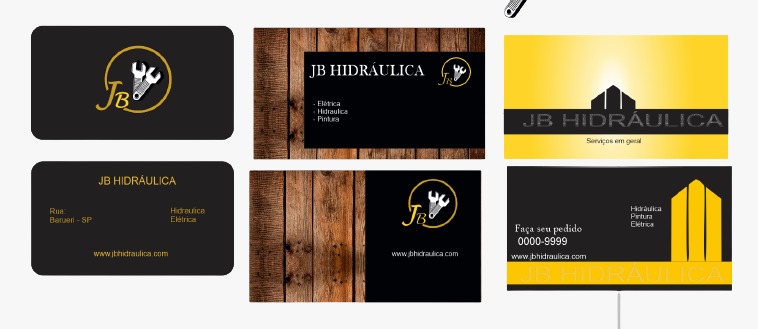 JB
JB HIDRÁULICA
Rua:
Barueri - SP
Hidraulica
Elétrica
www.jbhidraulica.com
JB HIDRÁULICA
JB
- Elétrica
- Hidraulica
- Pintura
JB
www.jbhidraulica.com
JB HIDRÁULICA
Serviços em geral
Hidráulica
Pintura
Elétrica
Faça seu pedido
0000-9999
www.jbhidraulica.com
JB HIDRÁULICA